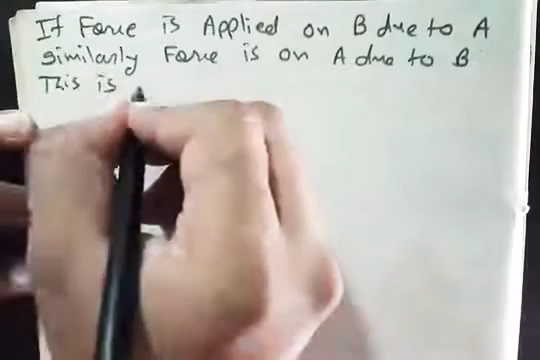 If Force is Applied on B due to A
similarly Force is on A due to B
This is